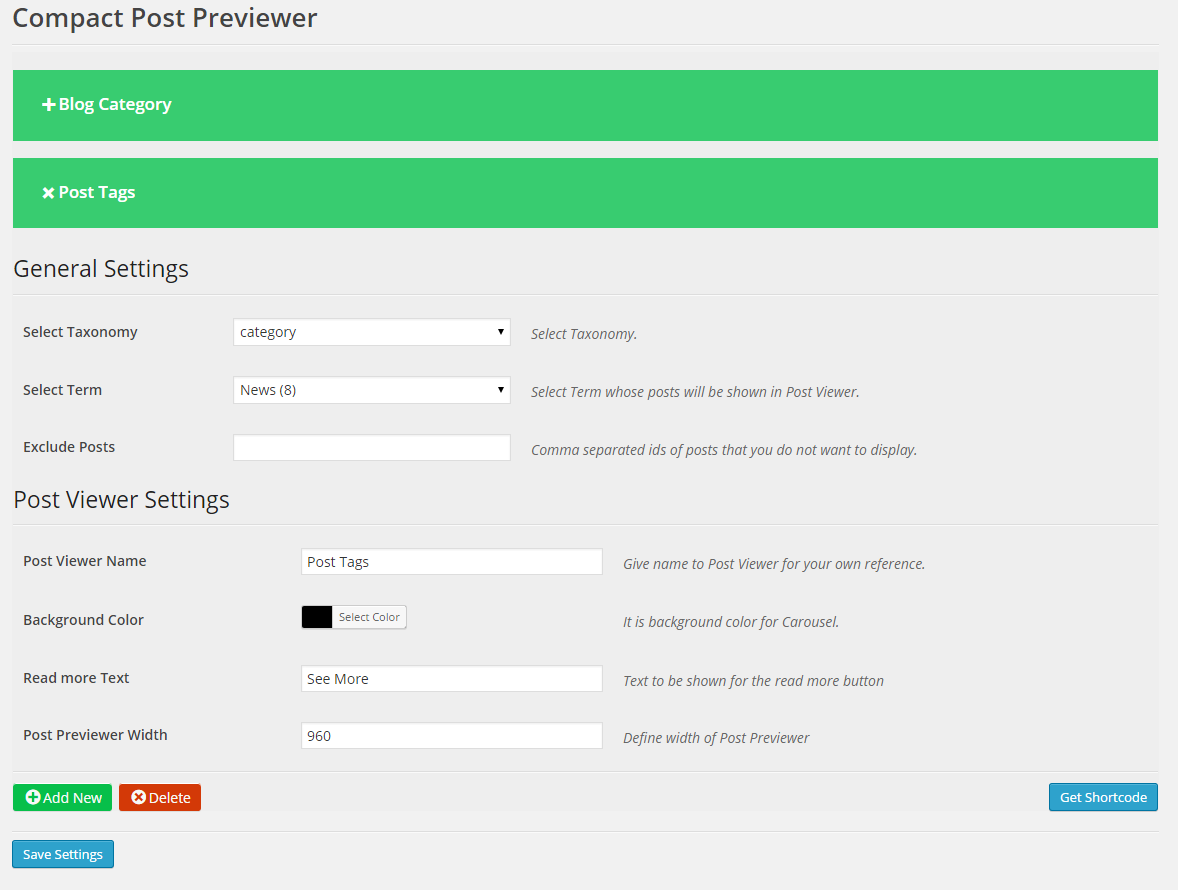 Compact Post Previewer
Blog Category
Post Tags
General Settings
Select Taxonomy category Select Taxonomy.
Select Term News (8) Select Term whose posts will be shown in Post Viewer.
Exclude Posts Comma separated ids of posts that you do not want to display.
Post Viewer Settings
Post Viewer Name Post Tags Give name to Post Viewer for your own reference.
Background Color Select Color It is background color for Carousel.
Read more Text See More Text to be shown for the read more button
Post Previewer Width 960 Define width of Post Previewer
Add New Delete Get Shortcode
Save Settings